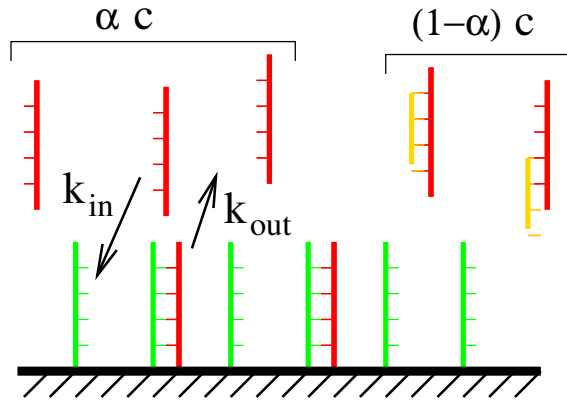 α c
(1−α) c
k_in
k_out